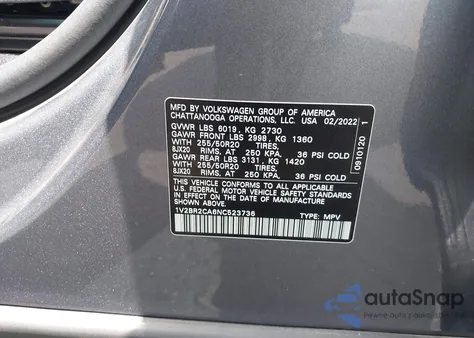 MFD BY VOLKSWAGEN GROUP OF AMERICA
CHATTANOOGA OPERATIONS, LLC. USA 02/2022
GVWR LBS 6019, KG 2730
GAWR FRONT LBS 2998, KG 1360
WITH 255/50R20 TIRES.
8JX20 RIMS. AT 250 KPA. 36 PSI COLD
GAWR REAR LBS 3131, KG 1420
WITH 255/50R20 TIRES.
8JX20 RIMS. AT 250 KPA. 36 PSI COLD
THIS VEHICLE CONFORMS TO ALL APPLICABLE
U.S. FEDERAL MOTOR VEHICLE SAFETY STANDARDS
IN EFFECT ON THE DATE OF MANUFACTURE
SHOWN ABOVE.
1V2BR2CA6NC523736 TYPE: MPV
0910120 1
autoSnap
Pewne auto z USA